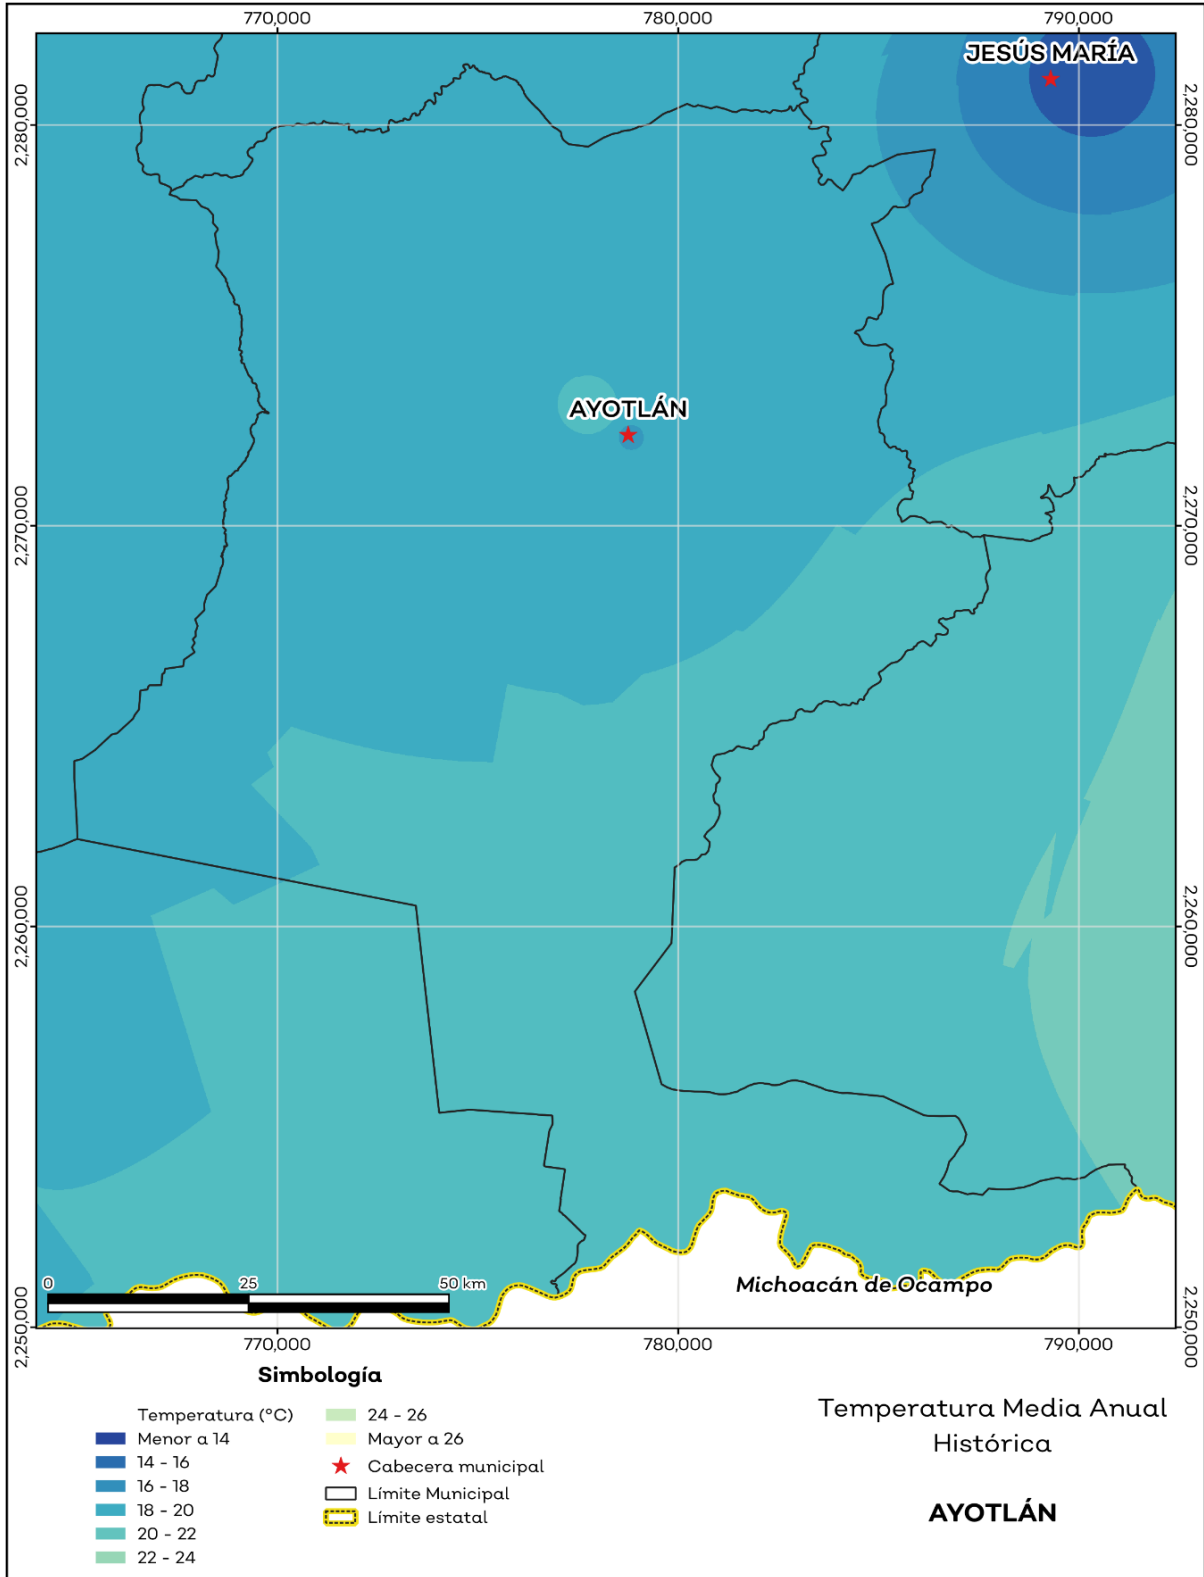 770,000
780,000
790,000
JESÚS MARÍA
2,280,000
2,280,000
AYOTLÁN
2,270,000
2,270,000
2,260,000
2,260,000
Michoacán de Ocampo
0
25
50 km
2,250,000
2,250,000
770,000
780,000
790,000
Simbología
Temperatura (°C)
Menor a 14
14 - 16
16 - 18
18 - 20
20 - 22
22 - 24
24 - 26
Mayor a 26
Cabecera municipal
Límite Municipal
Límite estatal
Temperatura Media Anual
Histórica
AYOTLÁN